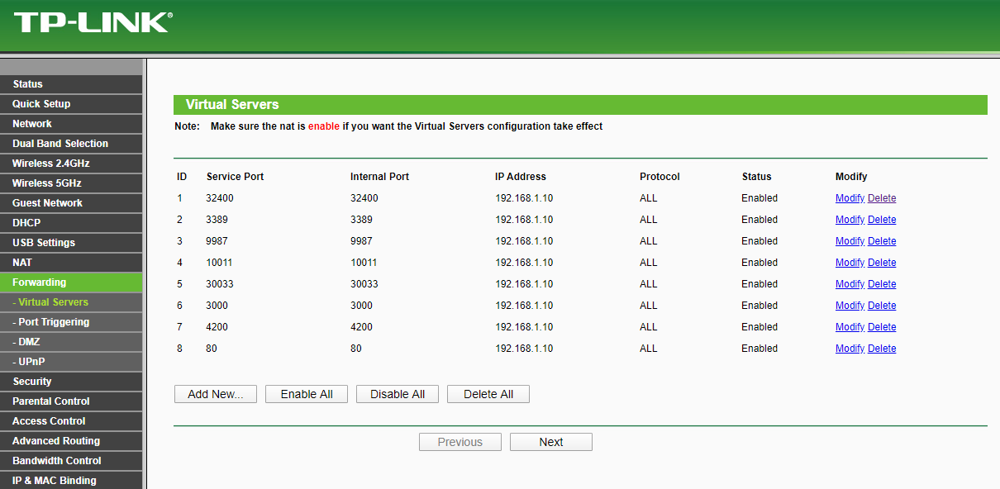 TP-LINK®
Status
Quick Setup
Network
Dual Band Selection
Wireless 2.4GHz
Wireless 5GHz
Guest Network
DHCP
USB Settings
NAT
Forwarding
- Virtual Servers
- Port Triggering
- DMZ
- UPnP
Security
Parental Control
Access Control
Advanced Routing
Bandwidth Control
IP & MAC Binding
Virtual Servers
Note: Make sure the nat is enable if you want the Virtual Servers configuration take effect
ID Service Port Internal Port IP Address Protocol Status Modify
1 32400 32400 192.168.1.10 ALL Enabled Modify Delete
2 3389 3389 192.168.1.10 ALL Enabled Modify Delete
3 9987 9987 192.168.1.10 ALL Enabled Modify Delete
4 10011 10011 192.168.1.10 ALL Enabled Modify Delete
5 30033 30033 192.168.1.10 ALL Enabled Modify Delete
6 3000 3000 192.168.1.10 ALL Enabled Modify Delete
7 4200 4200 192.168.1.10 ALL Enabled Modify Delete
8 80 80 192.168.1.10 ALL Enabled Modify Delete
Add New... Enable All Disable All Delete All
Previous Next